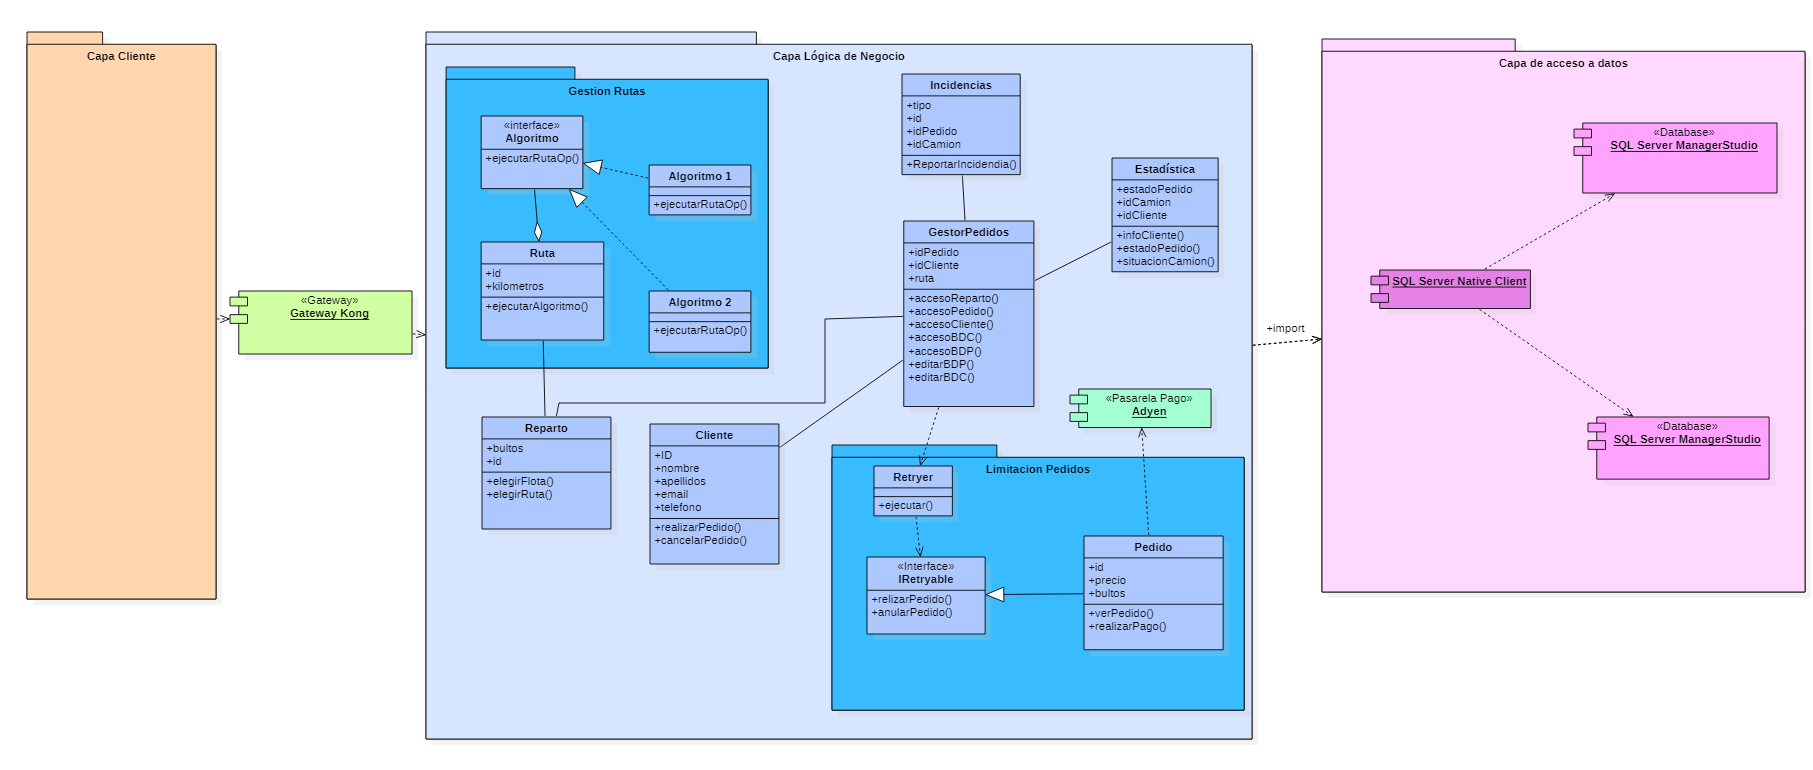 Capa Cliente
«Gateway»
Gateway Kong
Capa Lógica de Negocio
Gestion Rutas
«interface»
Algoritmo
+ejecutarRutaOp()
Algoritmo 1
+ejecutarRutaOp()
Ruta
+id
+kilometros
+ejecutarAlgoritmo()
Algoritmo 2
+ejecutarRutaOp()
Incidencias
+tipo
+id
+idPedido
+idCamion
+ReportarIncidendia()
Estadística
+estadoPedido
+idCamion
+idCliente
+infoCliente()
+estadoPedido()
+situacionCamion()
GestorPedidos
+idPedido
+idCliente
+ruta
+accesoReparto()
+accesoPedido()
+accesoCliente()
+accesoBDC()
+accesoBDP()
+editarBDP()
+editarBDC()
Reparto
+bultos
+id
+elegirFlota()
+elegirRuta()
Cliente
+ID
+nombre
+apellidos
+email
+telefono
+realizarPedido()
+cancelarPedido()
«Pasarela Pago»
Adyen
Limitacion Pedidos
Retryer
+ejecutar()
«Interface»
IRetryable
+relizarPedido()
+anularPedido()
Pedido
+id
+precio
+bultos
+verPedido()
+realizarPago()
+import
Capa de acceso a datos
«Database»
SQL Server ManagerStudio
SQL Server Native Client
«Database»
SQL Server ManagerStudio